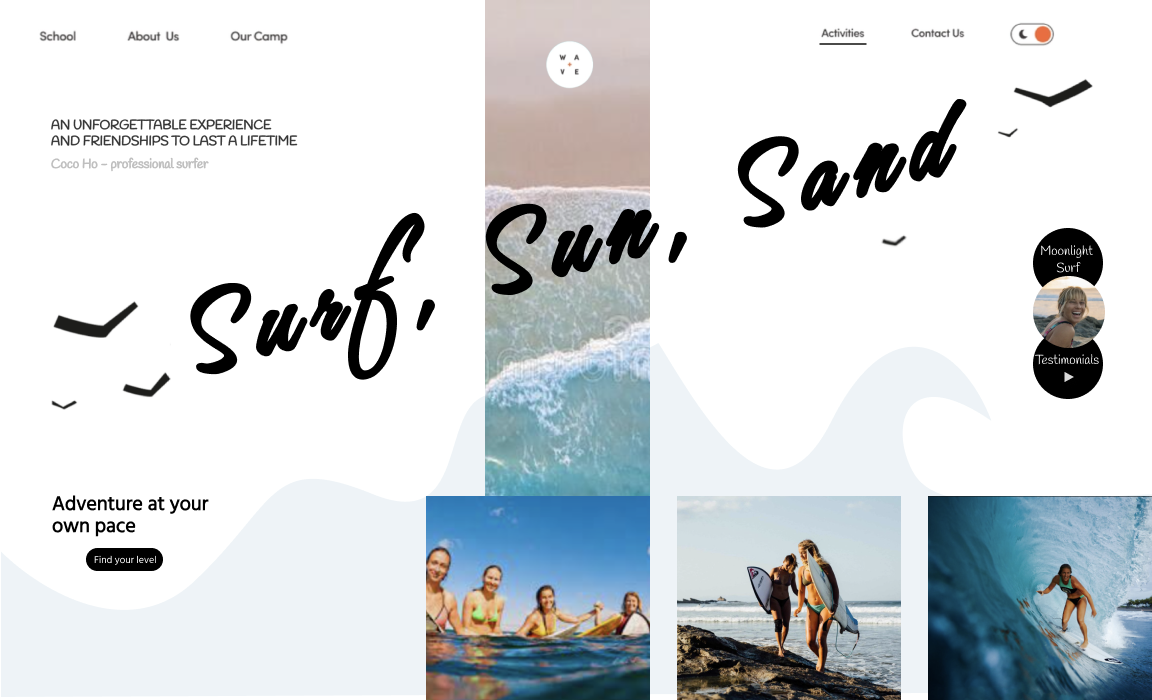 School
About Us
Our Camp
W A
V E
Activities
Contact Us
AN UNFORGETTABLE EXPERIENCE
AND FRIENDSHIPS TO LAST A LIFETIME
Coco Ho – professional surfer
Surf, Sun, Sand
Moonlight
Surf
Testimonials
Adventure at your
own pace
Find your level